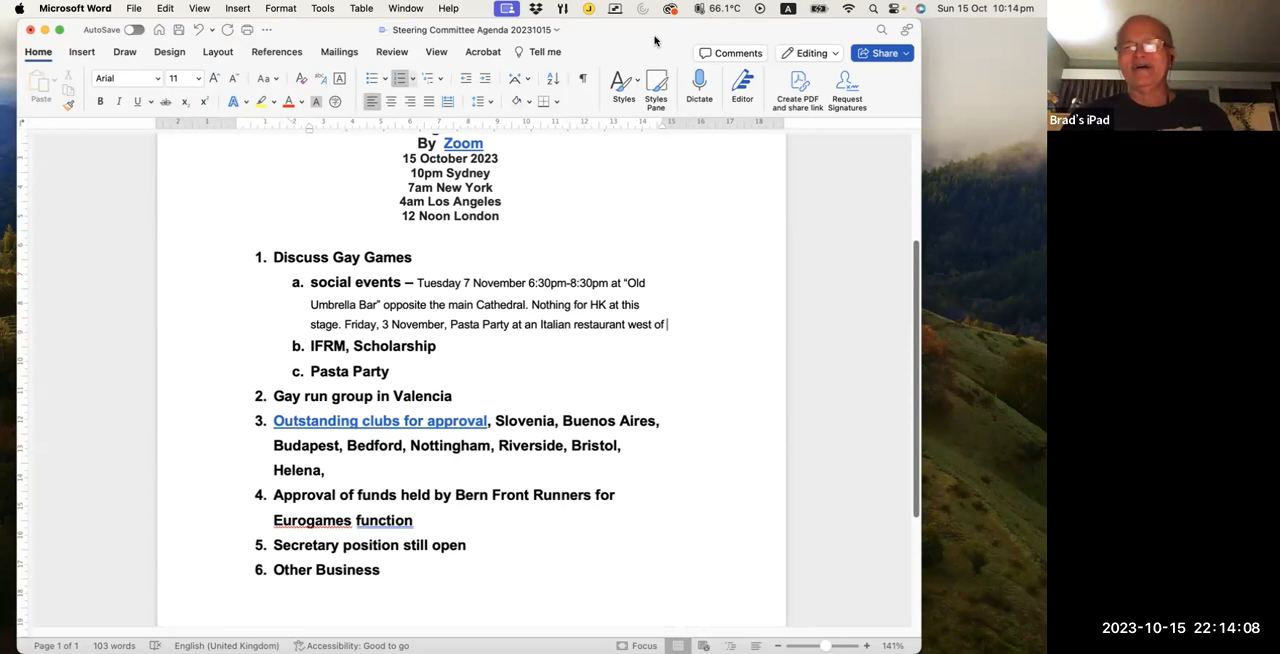 Microsoft Word File Edit View Insert Format Tools Table Window Help 66.1°C A Sun 15 Oct 10:14 pm
AutoSave Steering Committee Agenda 20231015
Home Insert Draw Design Layout References Mailings Review View Acrobat Tell me Comments Editing Share
Paste Arial 11 Styles Styles Pane Dictate Editor Create PDF and share link Request Signatures
By Zoom
15 October 2023
10pm Sydney
7am New York
4am Los Angeles
12 Noon London
1. Discuss Gay Games
a. social events – Tuesday 7 November 6:30pm-8:30pm at “Old
Umbrella Bar” opposite the main Cathedral. Nothing for HK at this
stage. Friday, 3 November, Pasta Party at an Italian restaurant west of
b. IFRM, Scholarship
c. Pasta Party
2. Gay run group in Valencia
3. Outstanding clubs for approval, Slovenia, Buenos Aires,
Budapest, Bedford, Nottingham, Riverside, Bristol,
Helena,
4. Approval of funds held by Bern Front Runners for
Eurogames function
5. Secretary position still open
6. Other Business
Page 1 of 1 103 words English (United Kingdom) Accessibility: Good to go Focus 141%
Brad's iPad
2023-10-15 22:14:08